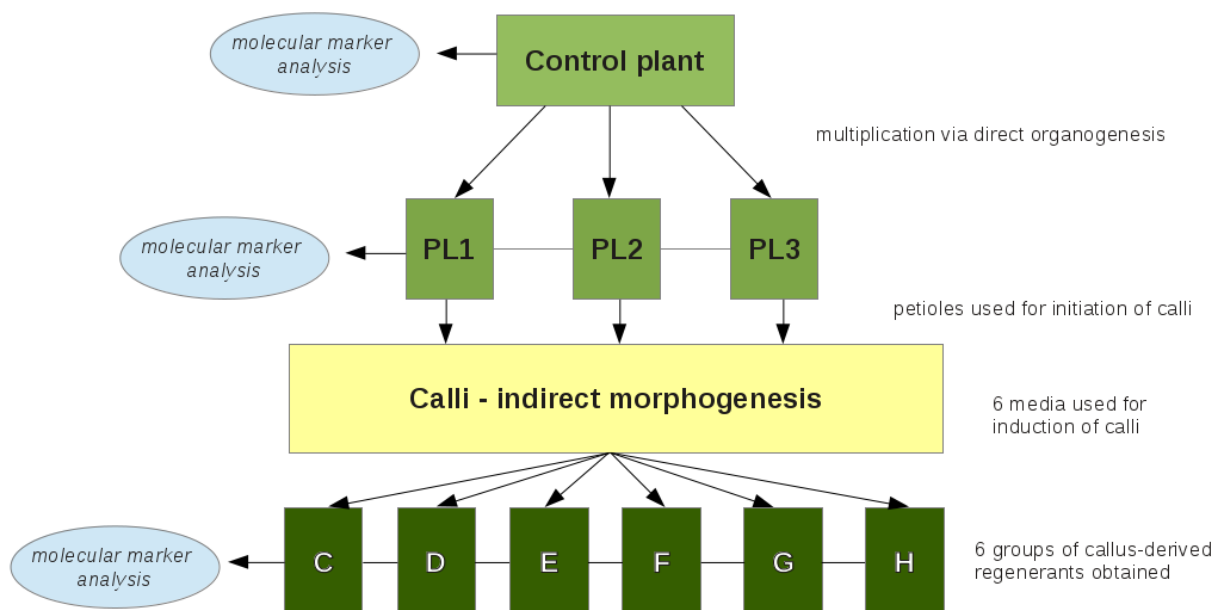 molecular marker
analysis
Control plant
multiplication via direct organogenesis
molecular marker
analysis
PL1
PL2
PL3
petioles used for initiation of calli
Calli - indirect morphogenesis
6 media used for
induction of calli
molecular marker
analysis
C
D
E
F
G
H
6 groups of callus-derived
regenerants obtained